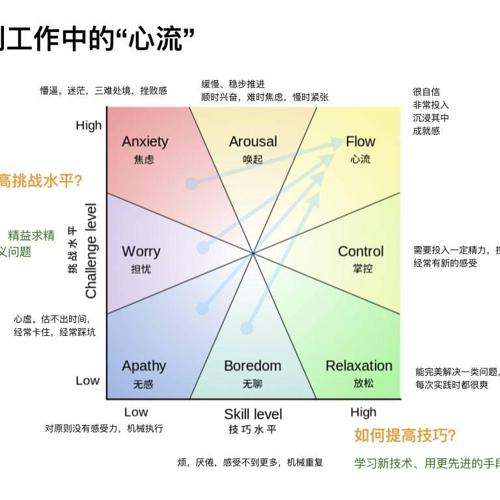 工作中的“心流”
懵逼。迷茫，三难处境，挫败感
缓慢、稳步推进
顺时兴奋，难时焦虑，慢时紧张
很自信
非常投入
沉浸其中
成就感
High
Anxiety
焦虑
Arousal
唤起
Flow
心流
高挑战水平?
精益求精
义问题
挑战水平
Challenge level
Worry
担忧
Control
掌控
需要投入一定精力，
经常有新的感受
心虚。估不出时间，
经常卡住，经常踩坑
Apathy
无感
Boredom
无聊
Relaxation
放松
能完美解决一类问题，
每次实践时都很爽
Low
Low
Skill level
技巧水平
High
对原则没有感受力，机械执行
如何提高技巧?
烦，厌倦，感受不到更多，机械重复
学习新技术、用更先进的手段